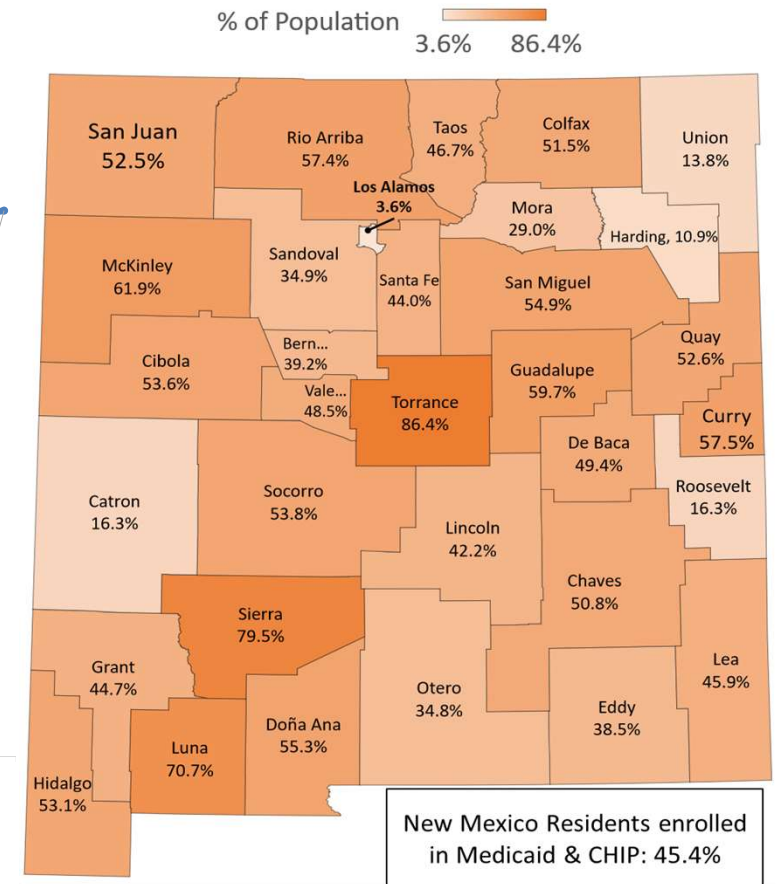 % of Population
3.6% 86.4%
San Juan
52.5%
Rio Arriba
57.4%
Taos
46.7%
Colfax
51.5%
Union
13.8%
Los Alamos
3.6%
Mora
29.0%
Harding, 10.9%
McKinley
61.9%
Sandoval
34.9%
Santa Fe
44.0%
San Miguel
54.9%
Quay
52.6%
Cibola
53.6%
Bern...
39.2%
Vale...
48.5%
Torrance
86.4%
Guadalupe
59.7%
Curry
57.5%
De Baca
49.4%
Roosevelt
16.3%
Catron
16.3%
Socorro
53.8%
Lincoln
42.2%
Chaves
50.8%
Sierra
79.5%
Grant
44.7%
Otero
34.8%
Lea
45.9%
Eddy
38.5%
Doña Ana
55.3%
Luna
70.7%
Hidalgo
53.1%
New Mexico Residents enrolled
in Medicaid & CHIP: 45.4%